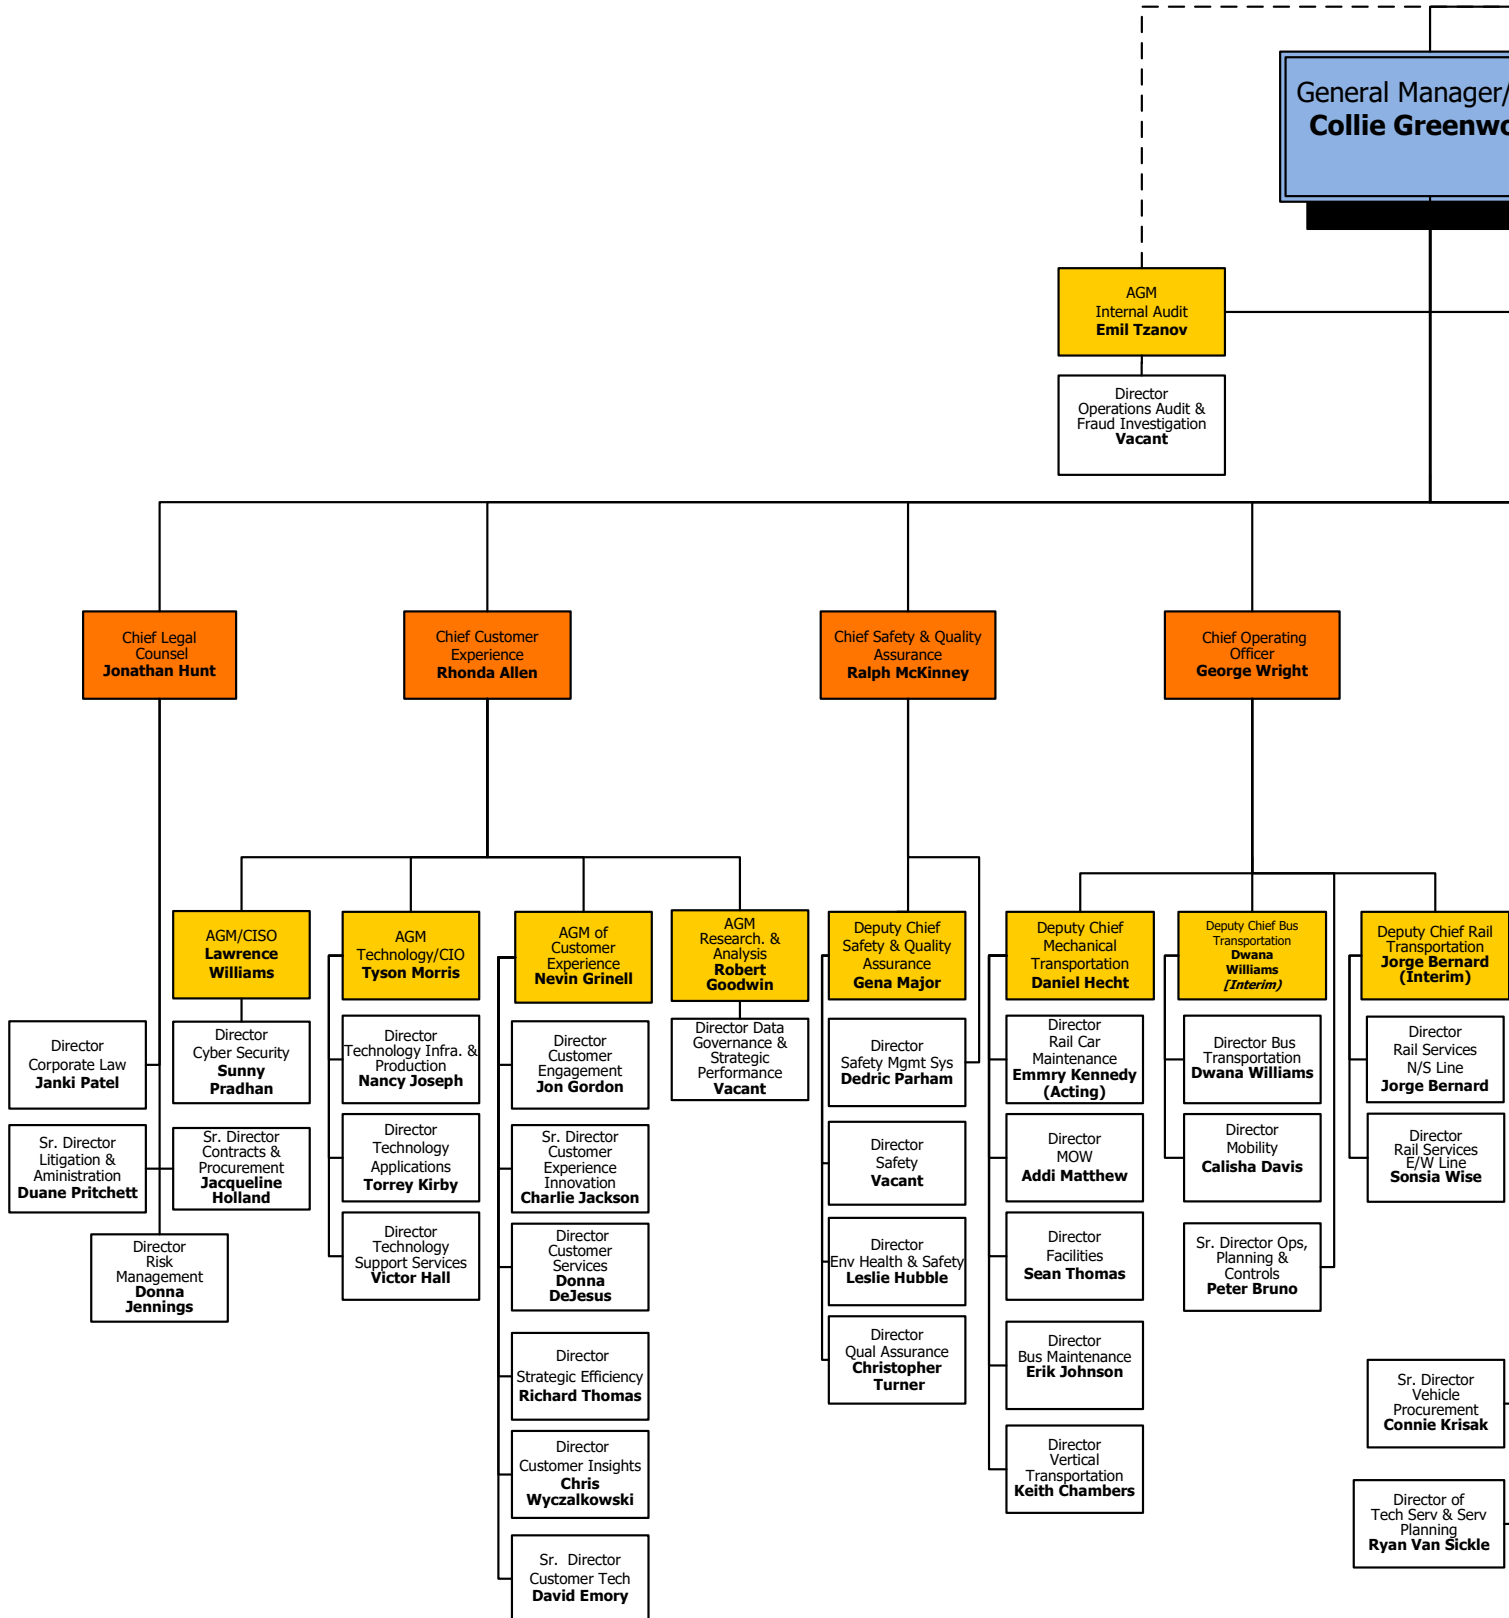 General Manager/
Collie Greenwo
AGM
Internal Audit
Emil Tzanov
Director
Operations Audit &
Fraud Investigation
Vacant
Chief Legal
Counsel
Jonathan Hunt
Chief Customer
Experience
Rhonda Allen
Chief Safety & Quality
Assurance
Ralph McKinney
Chief Operating
Officer
George Wright
AGM/CISO
Lawrence
Williams
AGM
Technology/CIO
Tyson Morris
AGM of
Customer
Experience
Nevin Grinell
AGM
Research. &
Analysis
Robert
Goodwin
Deputy Chief
Safety & Quality
Assurance
Gena Major
Deputy Chief
Mechanical
Transportation
Daniel Hecht
Deputy Chief Bus
Transportation
Dwana
Williams
[Interim)
Deputy Chief Rail
Transportation
Jorge Bernard
(Interim)
Director
Corporate Law
Janki Patel
Director
Cyber Security
Sunny
Pradhan
Director
Technology Infra. &
Production
Nancy Joseph
Director
Customer
Engagement
Jon Gordon
Director Data
Governance &
Strategic
Performance
Vacant
Director
Safety Mgmt Sys
Dedric Parham
Director
Rail Car
Maintenance
Emmry Kennedy
(Acting)
Director Bus
Transportation
Dwana Williams
Director
Rail Services
N/S Line
Jorge Bernard
Sr. Director
Litigation &
Aministration
Duane Pritchett
Sr. Director
Contracts &
Procurement
Jacqueline
Holland
Director
Technology
Applications
Torrey Kirby
Sr. Director
Customer
Experience
Innovation
Charlie Jackson
Director
Safety
Vacant
Director
MOW
Addi Matthew
Director
Mobility
Calisha Davis
Director
Rail Services
E/W Line
Sonsia Wise
Director
Risk
Management
Donna
Jennings
Director
Technology
Support Services
Victor Hall
Director
Customer
Services
Donna
DeJesus
Director
Env Health & Safety
Leslie Hubble
Director
Facilities
Sean Thomas
Sr. Director Ops,
Planning &
Controls
Peter Bruno
Director
Strategic Efficiency
Richard Thomas
Director
Qual Assurance
Christopher
Turner
Director
Bus Maintenance
Erik Johnson
Sr. Director
Vehicle
Procurement
Connie Krisak
Director
Customer Insights
Chris
Wyczalkowski
Director
Vertical
Transportation
Keith Chambers
Director of
Tech Serv & Serv
Planning
Ryan Van Sickle
Sr. Director
Customer Tech
David Emory